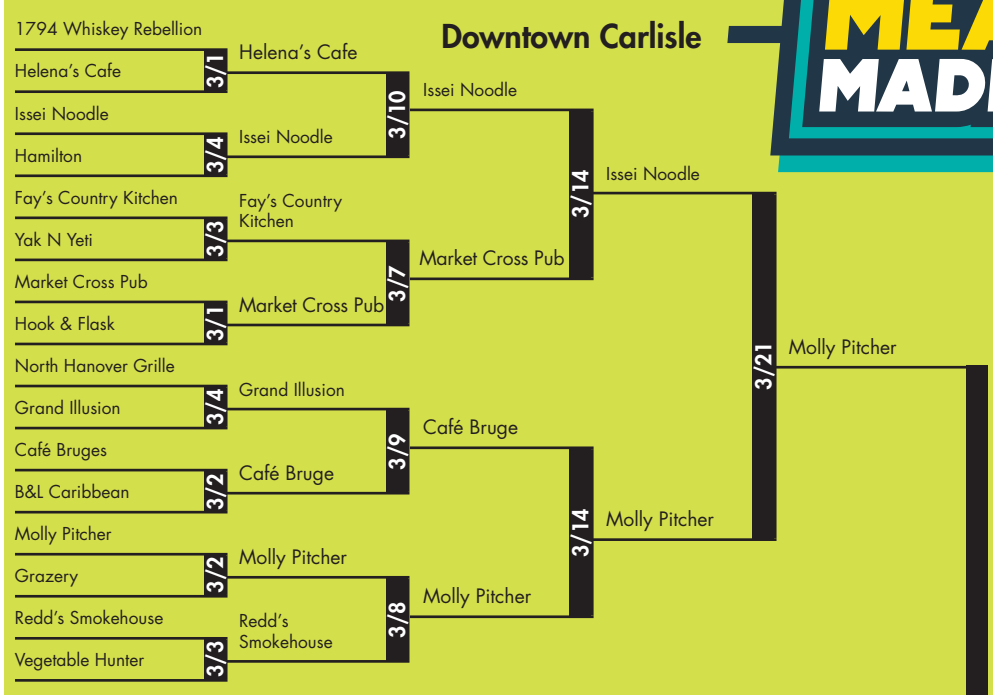 1794 Whiskey Rebellion
Helena's Cafe
3/1
Helena's Cafe
Issei Noodle
Hamilton
3/4
Issei Noodle
3/10
Issei Noodle
Fay's Country Kitchen
Yak N Yeti
3/3
Fay's Country
Kitchen
Market Cross Pub
Hook & Flask
3/1
Market Cross Pub
3/7
Market Cross Pub
3/14
Issei Noodle
North Hanover Grille
Grand Illusion
3/4
Grand Illusion
Café Bruges
B&L Caribbean
3/2
Café Bruge
3/9
Café Bruge
Molly Pitcher
Grazery
3/2
Molly Pitcher
Redd's Smokehouse
Vegetable Hunter
3/3
Redd's
Smokehouse
3/8
Molly Pitcher
3/14
Molly Pitcher
3/21
Molly Pitcher
Downtown Carlisle